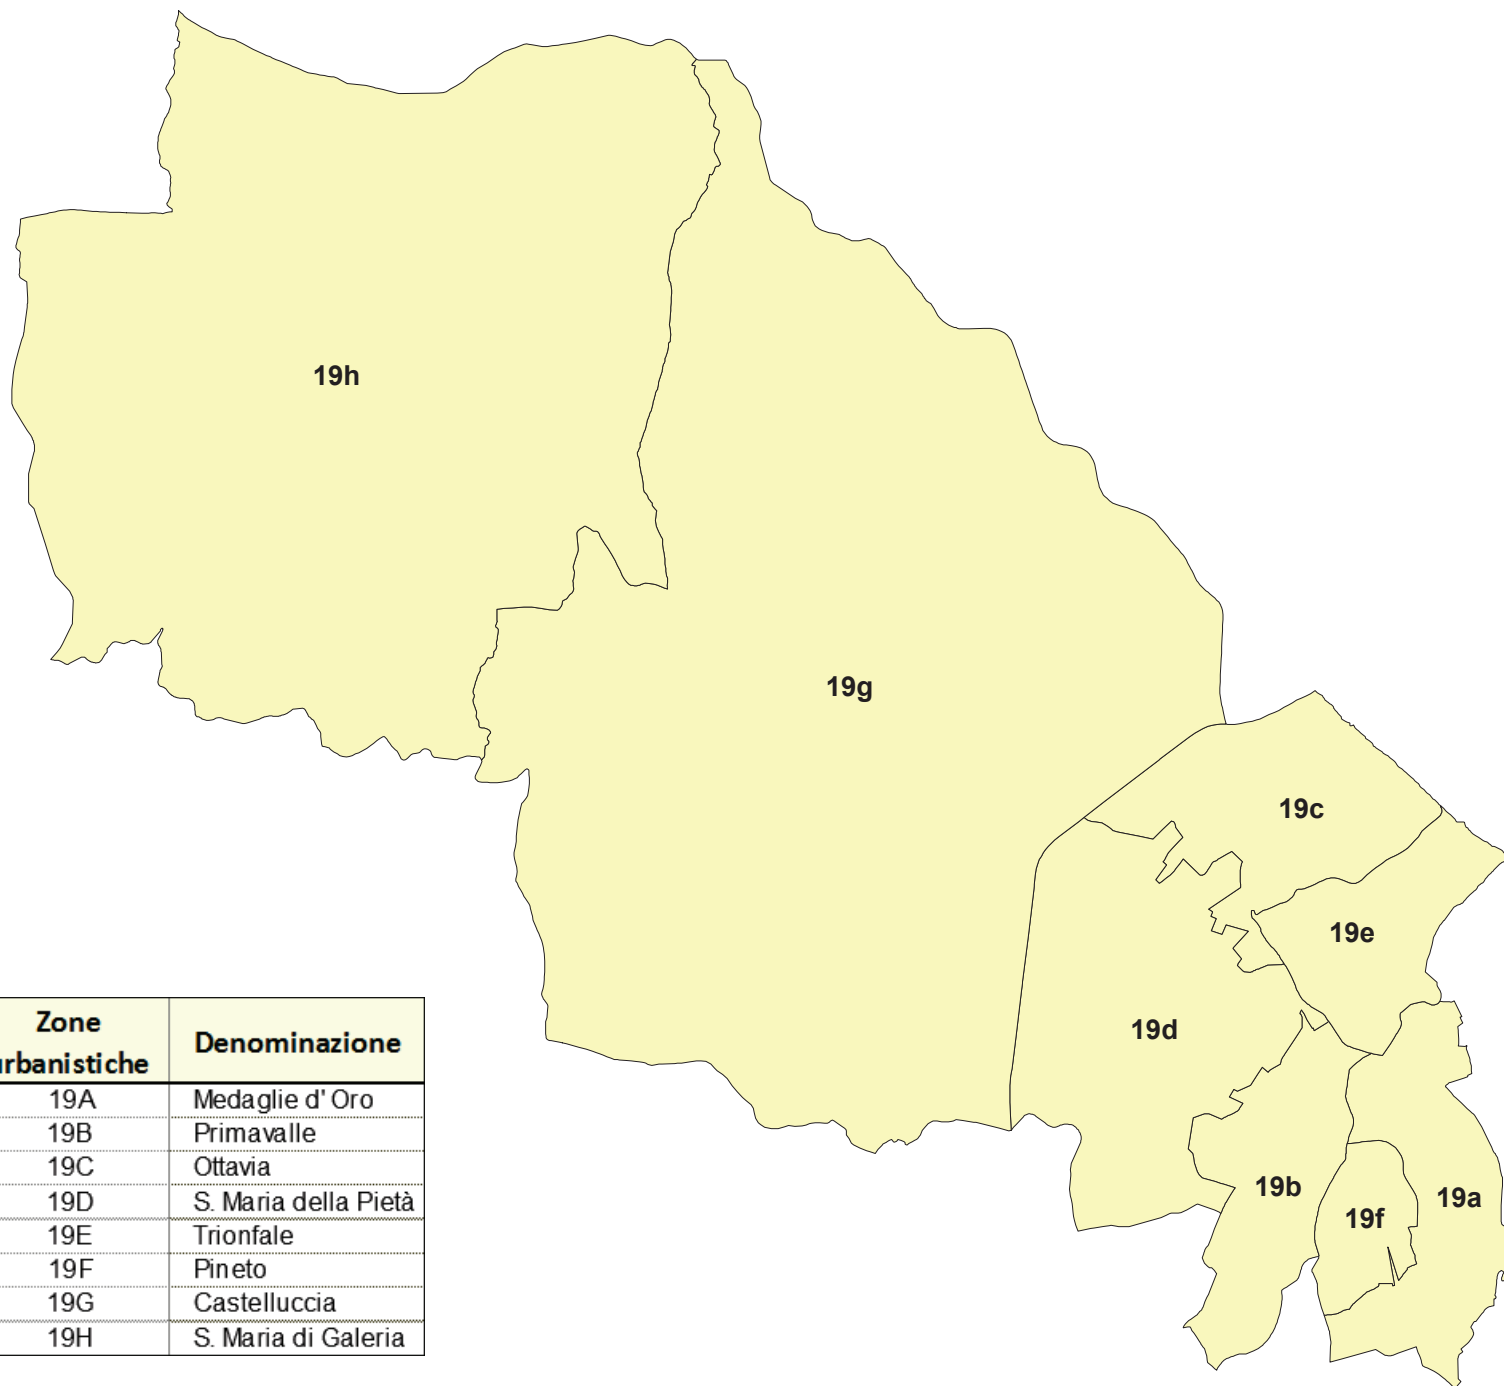 19h
19g
19c
19e
19d
19b
19a
19f
Zone Denominazione
urbanistiche
19A Medaglie d' Oro
19B Primavalle
19C Ottavia
19D S. Maria della Pietà
19E Trionfale
19F Pineto
19G Castelluccia
19H S. Maria di Galeria